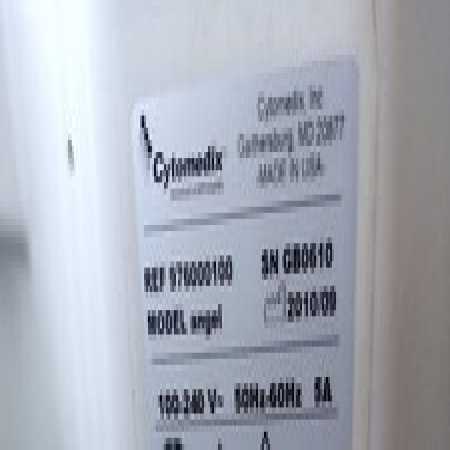 Cytomedix
Cytomedix, Inc
Gaithersburg, MD 20877
MADE IN USA
REF 976000100
SN GB0610
MODEL angel
2010/09
100-240 V~ 50Hz-60Hz 5A